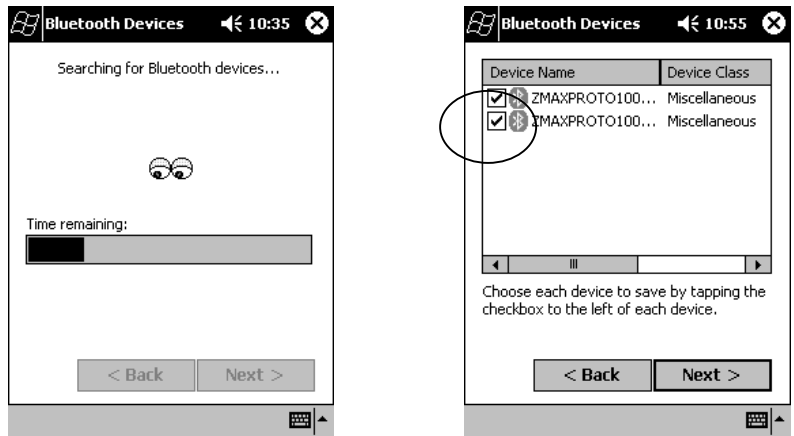 Bluetooth Devices 10:35
Searching for Bluetooth devices...
Time remaining:
< Back Next >
Bluetooth Devices 10:55
Device Name Device Class
ZMAXPROTO100... Miscellaneous
ZMAXPROTO100... Miscellaneous
Choose each device to save by tapping the
checkbox to the left of each device.
< Back Next >